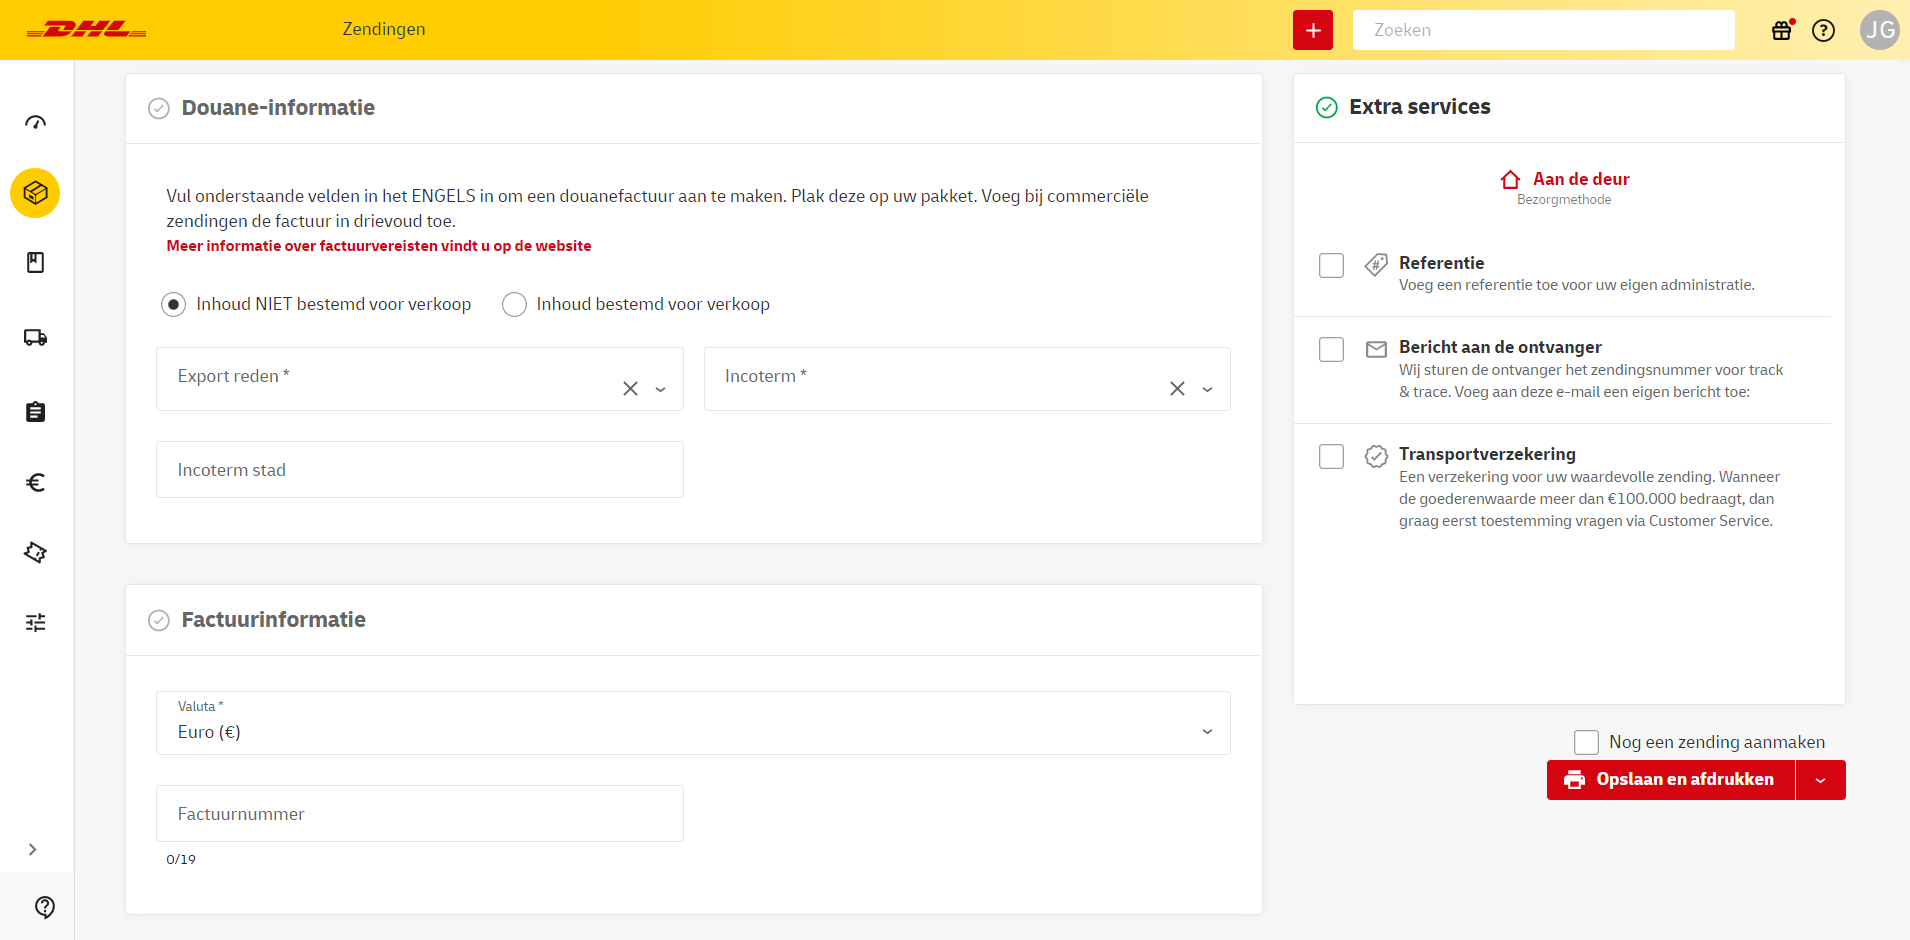 DHL
Zendingen
+
Zoeken
JG
Douane-informatie
Vul onderstaande velden in het ENGELS in om een douanefactuur aan te maken. Plak deze op uw pakket. Voeg bij commerciële
zendingen de factuur in drievoud toe.
Meer informatie over factuurvereisten vindt u op de website
Inhoud NIET bestemd voor verkoop
Inhoud bestemd voor verkoop
Export reden *
Incoterm *
Incoterm stad
Factuurinformatie
Valuta *
Euro (€)
Factuurnummer
0/19
Extra services
Aan de deur
Bezorgmethode
Referentie
Voeg een referentie toe voor uw eigen administratie.
Bericht aan de ontvanger
Wij sturen de ontvanger het zendingsnummer voor track
& trace. Voeg aan deze e-mail een eigen bericht toe:
Transportverzekering
Een verzekering voor uw waardevolle zending. Wanneer
de goederenwaarde meer dan €100.000 bedraagt, dan
graag eerst toestemming vragen via Customer Service.
Nog een zending aanmaken
Opslaan en afdrukken